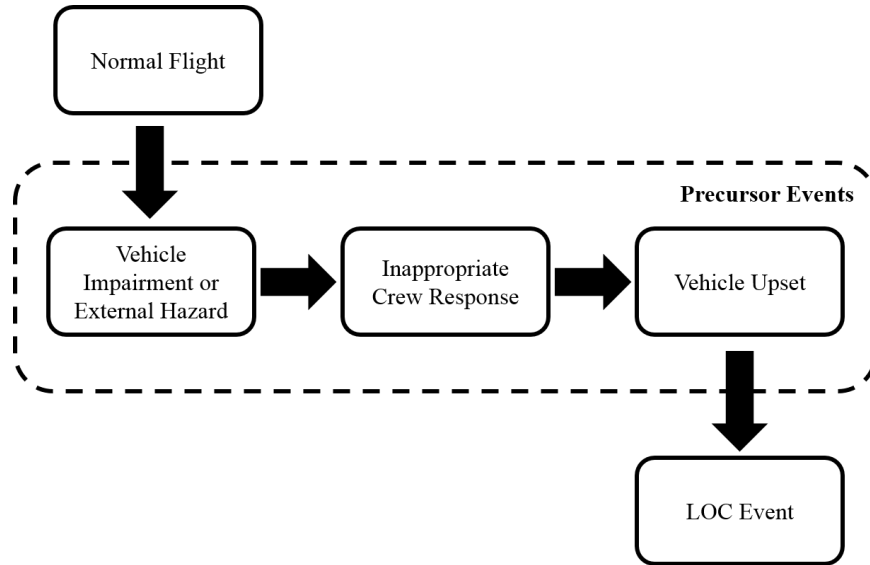 Normal Flight
Precursor Events
Vehicle
Impairment or
External Hazard
Inappropriate
Crew Response
Vehicle Upset
LOC Event